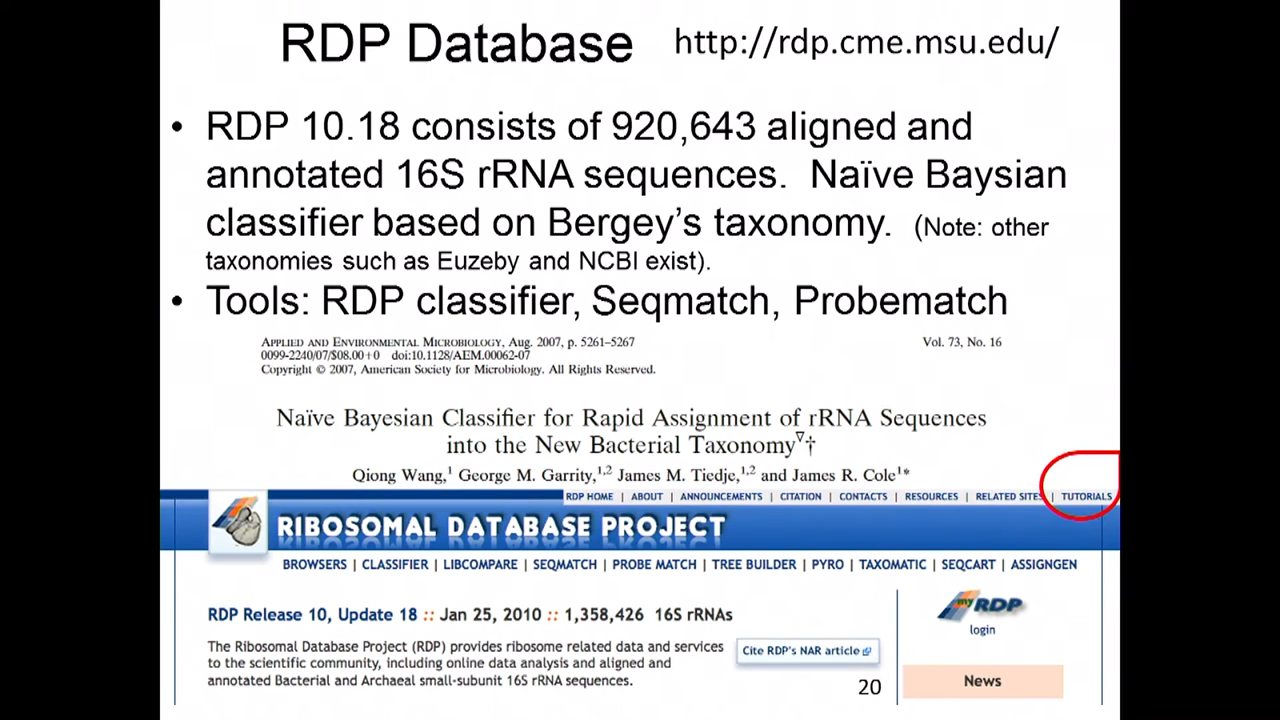 RDP Database http://rdp.cme.msu.edu/
• RDP 10.18 consists of 920,643 aligned and
annotated 16S rRNA sequences. Naïve Baysian
classifier based on Bergey's taxonomy. (Note: other
taxonomies such as Euzeby and NCBI exist).
• Tools: RDP classifier, Seqmatch, Probematch
APPLIED AND ENVIRONMENTAL MICROBIOLOGY, Aug. 2007, p. 5261–5267 Vol. 73, No. 16
0099-2240/07/$08.00+0 doi:10.1128/AEM.00062-07
Copyright © 2007, American Society for Microbiology. All Rights Reserved.
Naïve Bayesian Classifier for Rapid Assignment of rRNA Sequences
into the New Bacterial Taxonomy▽†
Qiong Wang,¹ George M. Garrity,¹,² James M. Tiedje,¹,² and James R. Cole¹*
RDP HOME | ABOUT | ANNOUNCEMENTS | CITATION | CONTACTS | RESOURCES | RELATED SITES | TUTORIALS
RIBOSOMAL DATABASE PROJECT
BROWSERS | CLASSIFIER | LIBCOMPARE | SEQMATCH | PROBE MATCH | TREE BUILDER | PYRO | TAXOMATIC | SEQCART | ASSIGNGEN
RDP Release 10, Update 18 :: Jan 25, 2010 :: 1,358,426 16S rRNAs
The Ribosomal Database Project (RDP) provides ribosome related data and services
to the scientific community, including online data analysis and aligned and
annotated Bacterial and Archaeal small-subunit 16S rRNA sequences.
Cite RDP's NAR article
myRDP
login
News
20